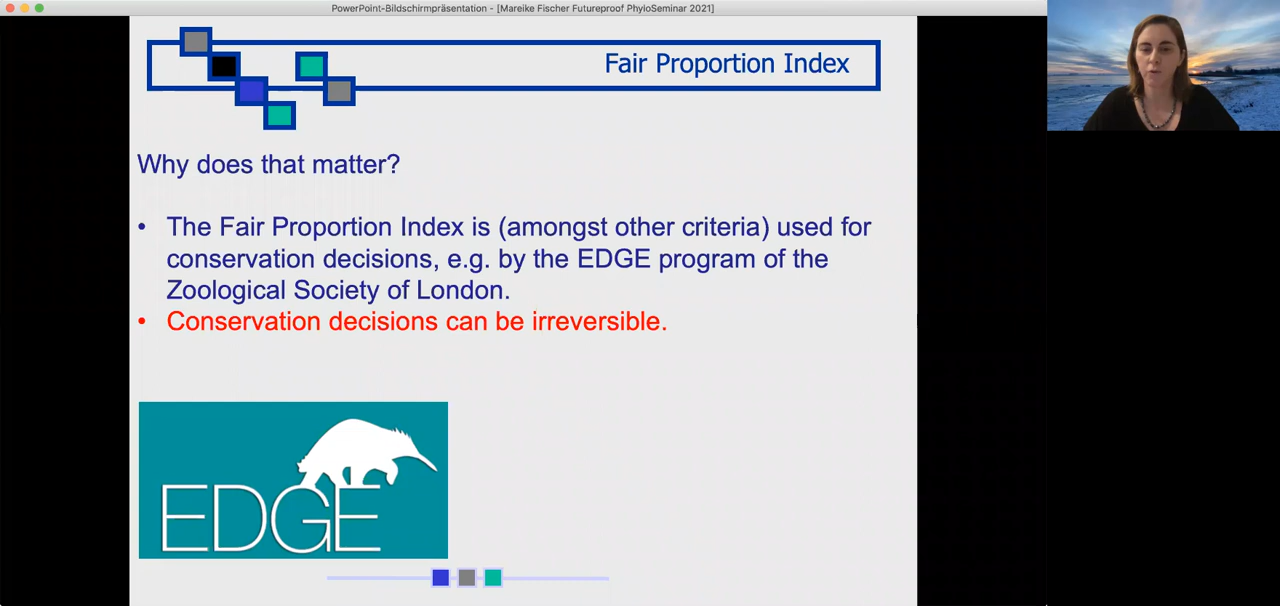 PowerPoint-Bildschirmpräsentation - [Mareike Fischer Futureproof PhyloSeminar 2021]
Fair Proportion Index
Why does that matter?
• The Fair Proportion Index is (amongst other criteria) used for
conservation decisions, e.g. by the EDGE program of the
Zoological Society of London.
• Conservation decisions can be irreversible.
EDGE